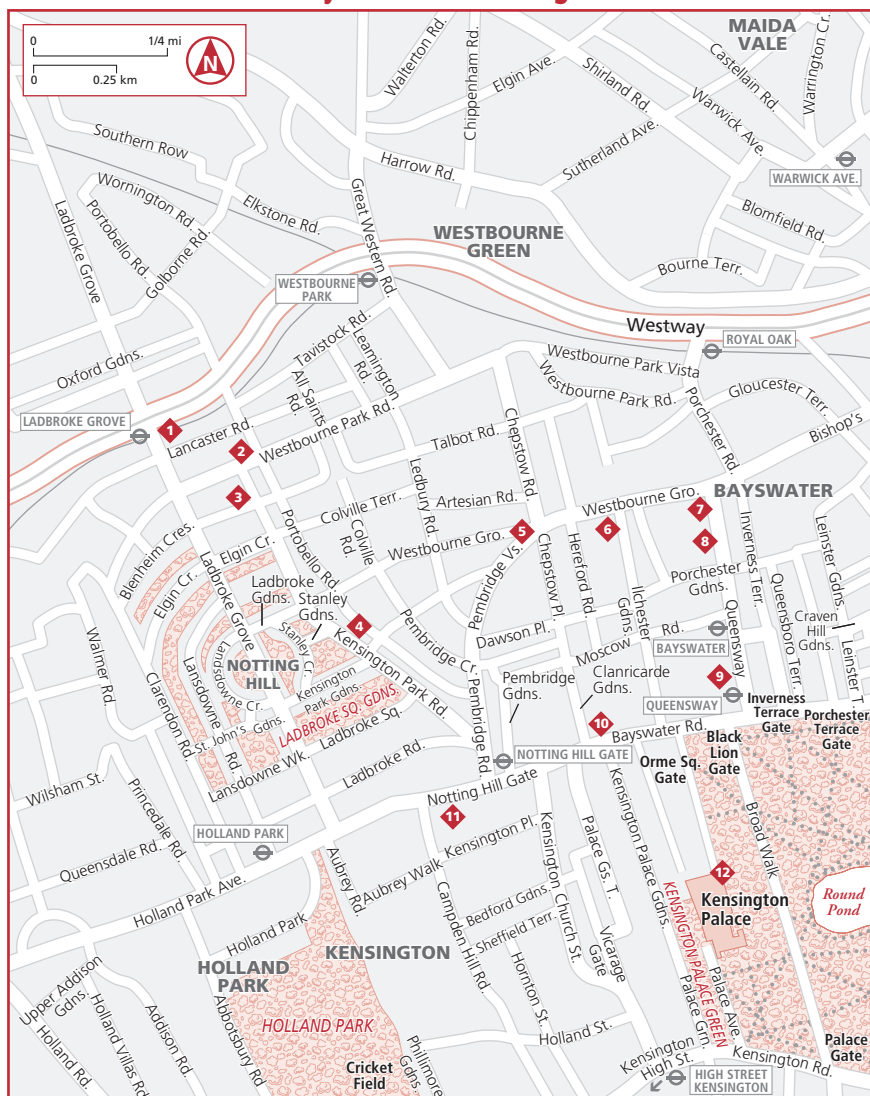 0 1/4 mi
0 0.25 km
N
MAIDA
VALE
Walterton Rd.
Chippenham Rd.
Elgin Ave.
Shirland Rd.
Castellain Rd.
Warrington Cr.
Warwick Ave.
Sutherland Ave.
WARWICK AVE.
Southern Row
Harrow Rd.
Wornington Rd.
Elkstone Rd.
Great Western Rd.
Blomfield Rd.
Ladbroke Grove
Portobello Rd.
Golborne Rd.
WESTBOURNE
GREEN
Bourne Terr.
WESTBOURNE
PARK
Westway
ROYAL OAK
Tavistock Rd.
Leamington
Rd.
Oxford Gdns.
All Saints
Rd.
Westbourne Park Vista
Westbourne Park Rd.
Gloucester Terr.
Porchester Rd.
Bishop's
LADBROKE GROVE
1
Lancaster Rd.
2
Westbourne Park Rd.
Talbot Rd.
Chepstow Rd.
3
Colville Terr.
Ledbury Rd.
Artesian Rd.
Westbourne Gro.
BAYSWATER
7
Blenheim Cres.
Elgin Cr.
Portobello Rd.
Colville
Rd.
Westbourne Gro.
5
6
8
Inverness Terr.
Leinster Gdns.
Elgin Cr.
Ladbroke Grove
Ladbroke
Gdns.
Stanley
Gdns.
Pembridge Vs.
Chepstow Pl.
Hereford Rd.
Ilchester
Gdns.
Porchester
Gdns.
Queensway
Queensboro Terr.
Craven
Hill
Gdns.
4
Walmer Rd.
Stanley Cr.
Kensington Park Rd.
Pembridge Cr.
Dawson Pl.
Moscow Rd.
BAYSWATER
Leinster T.
NOTTING
HILL
Lansdowne Cr.
Lansdowne Cr.
Kensington
Park Gdns.
Pembridge Rd.
Pembridge
Gdns.
Clanricarde
Gdns.
9
QUEENSWAY
Clarendon Rd.
Lansdowne
Rd.
St. John's Gdns.
LADBROKE SQ. GDNS.
Ladbroke Sq.
10
Bayswater Rd.
Inverness
Terrace
Gate
Porchester
Terrace
Gate
Lansdowne Wk.
Ladbroke Rd.
NOTTING HILL GATE
Orme Sq.
Gate
Black
Lion
Gate
Wilsham St.
Princedale Rd.
Notting Hill Gate
11
HOLLAND PARK
Queensdale Rd.
Holland Park Ave.
Aubrey Rd.
Aubrey Walk
Kensington Pl.
Kensington Church St.
Palace Gs. T.
Kensington Palace Gdns.
Broad Walk
12
Kensington
Palace
Round
Pond
Bedford Gdns.
Sheffield Terr.
Campden Hill Rd.
Vicarage
Gate
KENSINGTON PALACE GREEN
Holland Park
KENSINGTON
HOLLAND
PARK
Hornton St.
Palace Ave.
Palace Grn.
Upper Addison
Gdns.
Holland Rd.
Holland Villas Rd.
Addison Rd.
Abbotsbury Rd.
HOLLAND PARK
Cricket
Field
Phillimore
Gdns.
Holland St.
Kensington
High St.
Kensington Rd.
Palace
Gate
HIGH STREET
KENSINGTON